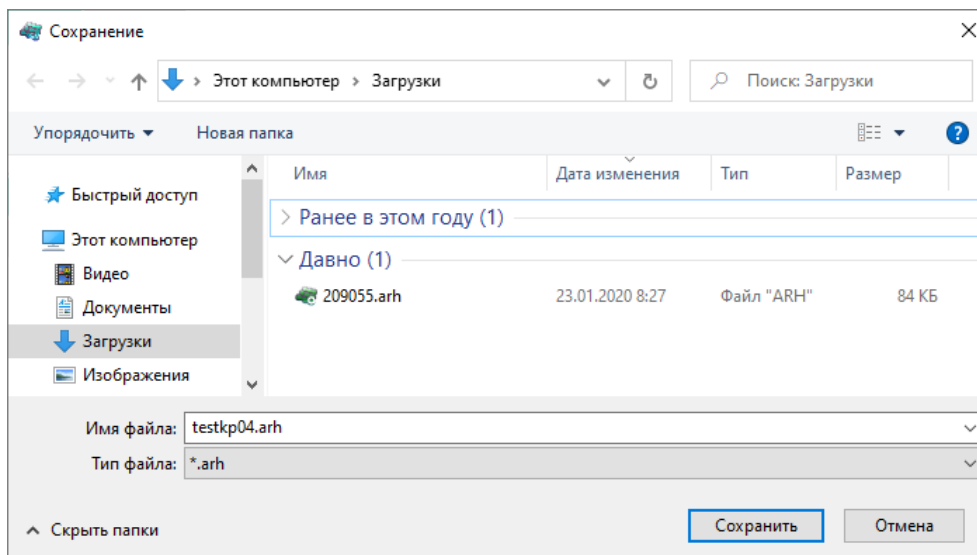 Сохранение
Этот компьютер > Загрузки
Поиск: Загрузки
Упорядочить
Новая папка
Имя
Дата изменения
Тип
Размер
Быстрый доступ
Этот компьютер
Видео
Документы
Загрузки
Изображения
Ранее в этом году (1)
Давно (1)
209055.arh 23.01.2020 8:27 Файл "ARH" 84 КБ
Имя файла: testkp04.arh
Тип файла: *.arh
Скрыть папки
Сохранить
Отмена